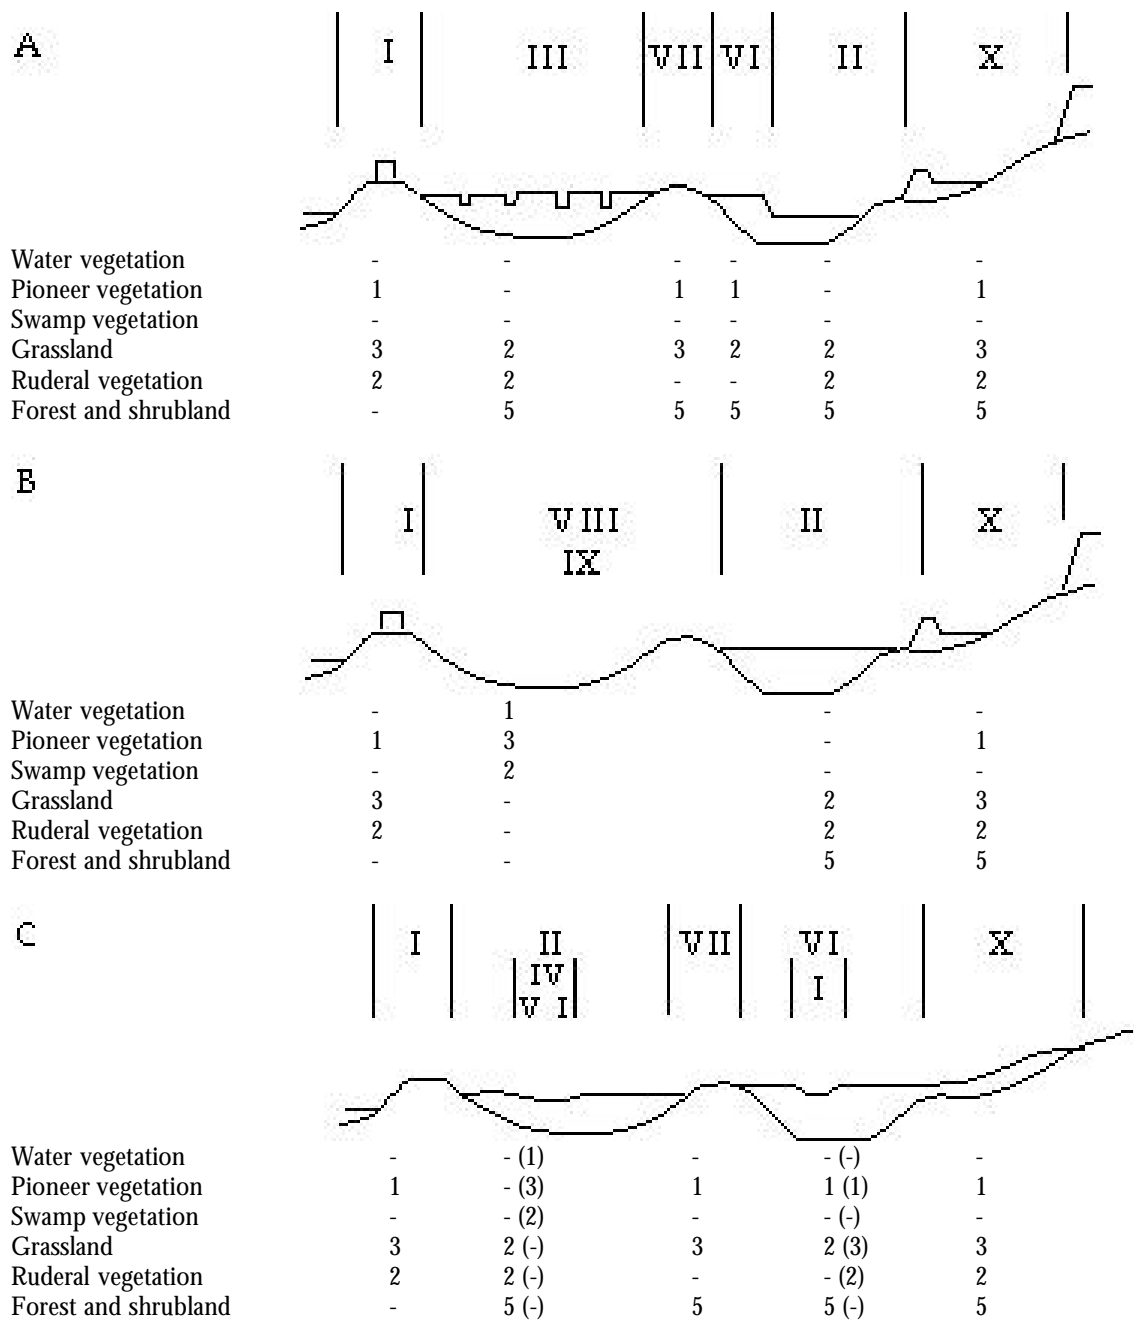 A
I III VII VI II X
Water vegetation - - - - - -
Pioneer vegetation 1 - 1 1 - 1
Swamp vegetation - - - - - -
Grassland 3 2 3 2 2 3
Ruderal vegetation 2 2 - - 2 2
Forest and shrubland - 5 5 5 5 5
B
I VIII II X
IX
Water vegetation - 1 - -
Pioneer vegetation 1 3 - 1
Swamp vegetation - 2 - -
Grassland 3 - 2 3
Ruderal vegetation 2 - 2 2
Forest and shrubland - - 5 5
C
I II VII VI X
IV I
V I
Water vegetation - - (1) - - (-) -
Pioneer vegetation 1 - (3) 1 1 (1) 1
Swamp vegetation - - (2) - - (-) -
Grassland 3 2 (-) 3 2 (3) 3
Ruderal vegetation 2 2 (-) - - (2) 2
Forest and shrubland - 5 (-) 5 5 (-) 5